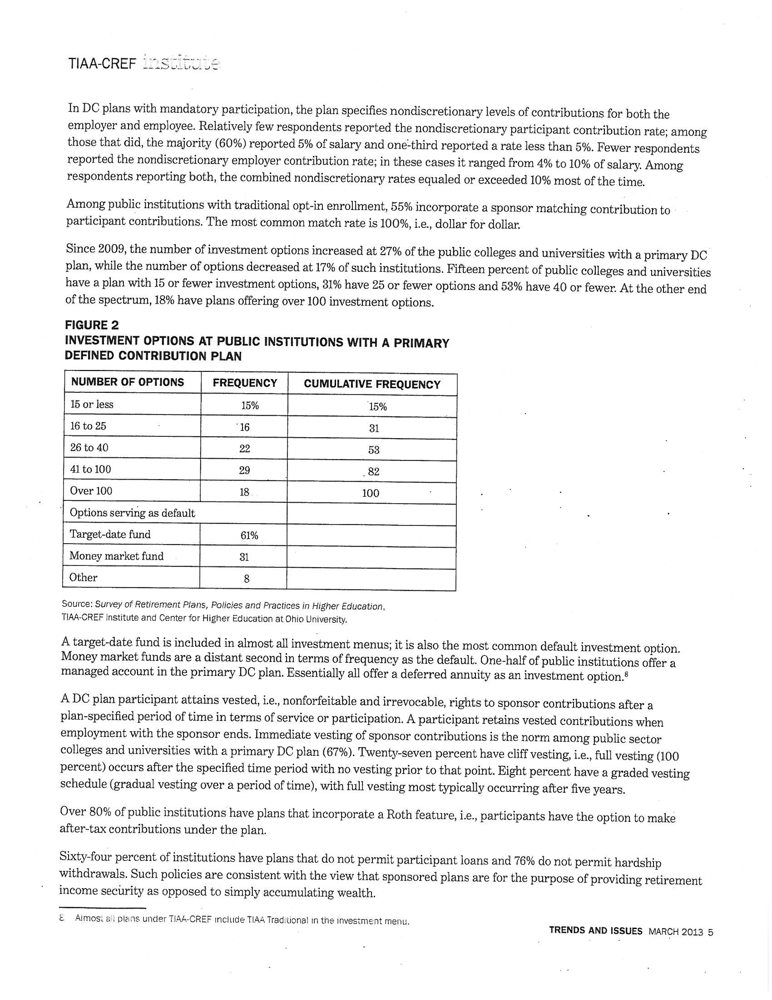 TIAA-CREF institute
In DC plans with mandatory participation, the plan specifies nondiscretionary levels of contributions for both the
employer and employee. Relatively few respondents reported the nondiscretionary participant contribution rate; among
those that did, the majority (60%) reported 5% of salary and one-third reported a rate less than 5%. Fewer respondents
reported the nondiscretionary employer contribution rate; in these cases it ranged from 4% to 10% of salary. Among
respondents reporting both, the combined nondiscretionary rates equaled or exceeded 10% most of the time.
Among public institutions with traditional opt-in enrollment, 55% incorporate a sponsor matching contribution to
participant contributions. The most common match rate is 100%, i.e., dollar for dollar.
Since 2009, the number of investment options increased at 27% of the public colleges and universities with a primary DC
plan, while the number of options decreased at 17% of such institutions. Fifteen percent of public colleges and universities
have a plan with 15 or fewer investment options, 31% have 25 or fewer options and 53% have 40 or fewer. At the other end
of the spectrum, 18% have plans offering over 100 investment options.
FIGURE 2
INVESTMENT OPTIONS AT PUBLIC INSTITUTIONS WITH A PRIMARY
DEFINED CONTRIBUTION PLAN
NUMBER OF OPTIONS FREQUENCY CUMULATIVE FREQUENCY
15 or less 15% 15%
16 to 25 16 31
26 to 40 22 53
41 to 100 29 82
Over 100 18 100
Options serving as default
Target-date fund 61%
Money market fund 31
Other 8
Source: Survey of Retirement Plans, Policies and Practices in Higher Education,
TIAA-CREF Institute and Center for Higher Education at Ohio University.
A target-date fund is included in almost all investment menus; it is also the most common default investment option.
Money market funds are a distant second in terms of frequency as the default. One-half of public institutions offer a
managed account in the primary DC plan. Essentially all offer a deferred annuity as an investment option.8
A DC plan participant attains vested, i.e., nonforfeitable and irrevocable, rights to sponsor contributions after a
plan-specified period of time in terms of service or participation. A participant retains vested contributions when
employment with the sponsor ends. Immediate vesting of sponsor contributions is the norm among public sector
colleges and universities with a primary DC plan (67%). Twenty-seven percent have cliff vesting, i.e., full vesting (100
percent) occurs after the specified time period with no vesting prior to that point. Eight percent have a graded vesting
schedule (gradual vesting over a period of time), with full vesting most typically occurring after five years.
Over 80% of public institutions have plans that incorporate a Roth feature, i.e., participants have the option to make
after-tax contributions under the plan.
Sixty-four percent of institutions have plans that do not permit participant loans and 76% do not permit hardship
withdrawals. Such policies are consistent with the view that sponsored plans are for the purpose of providing retirement
income security as opposed to simply accumulating wealth.
8 Almost all plans under TIAA-CREF include TIAA Traditional in the investment menu.
TRENDS AND ISSUES MARCH 2013 5